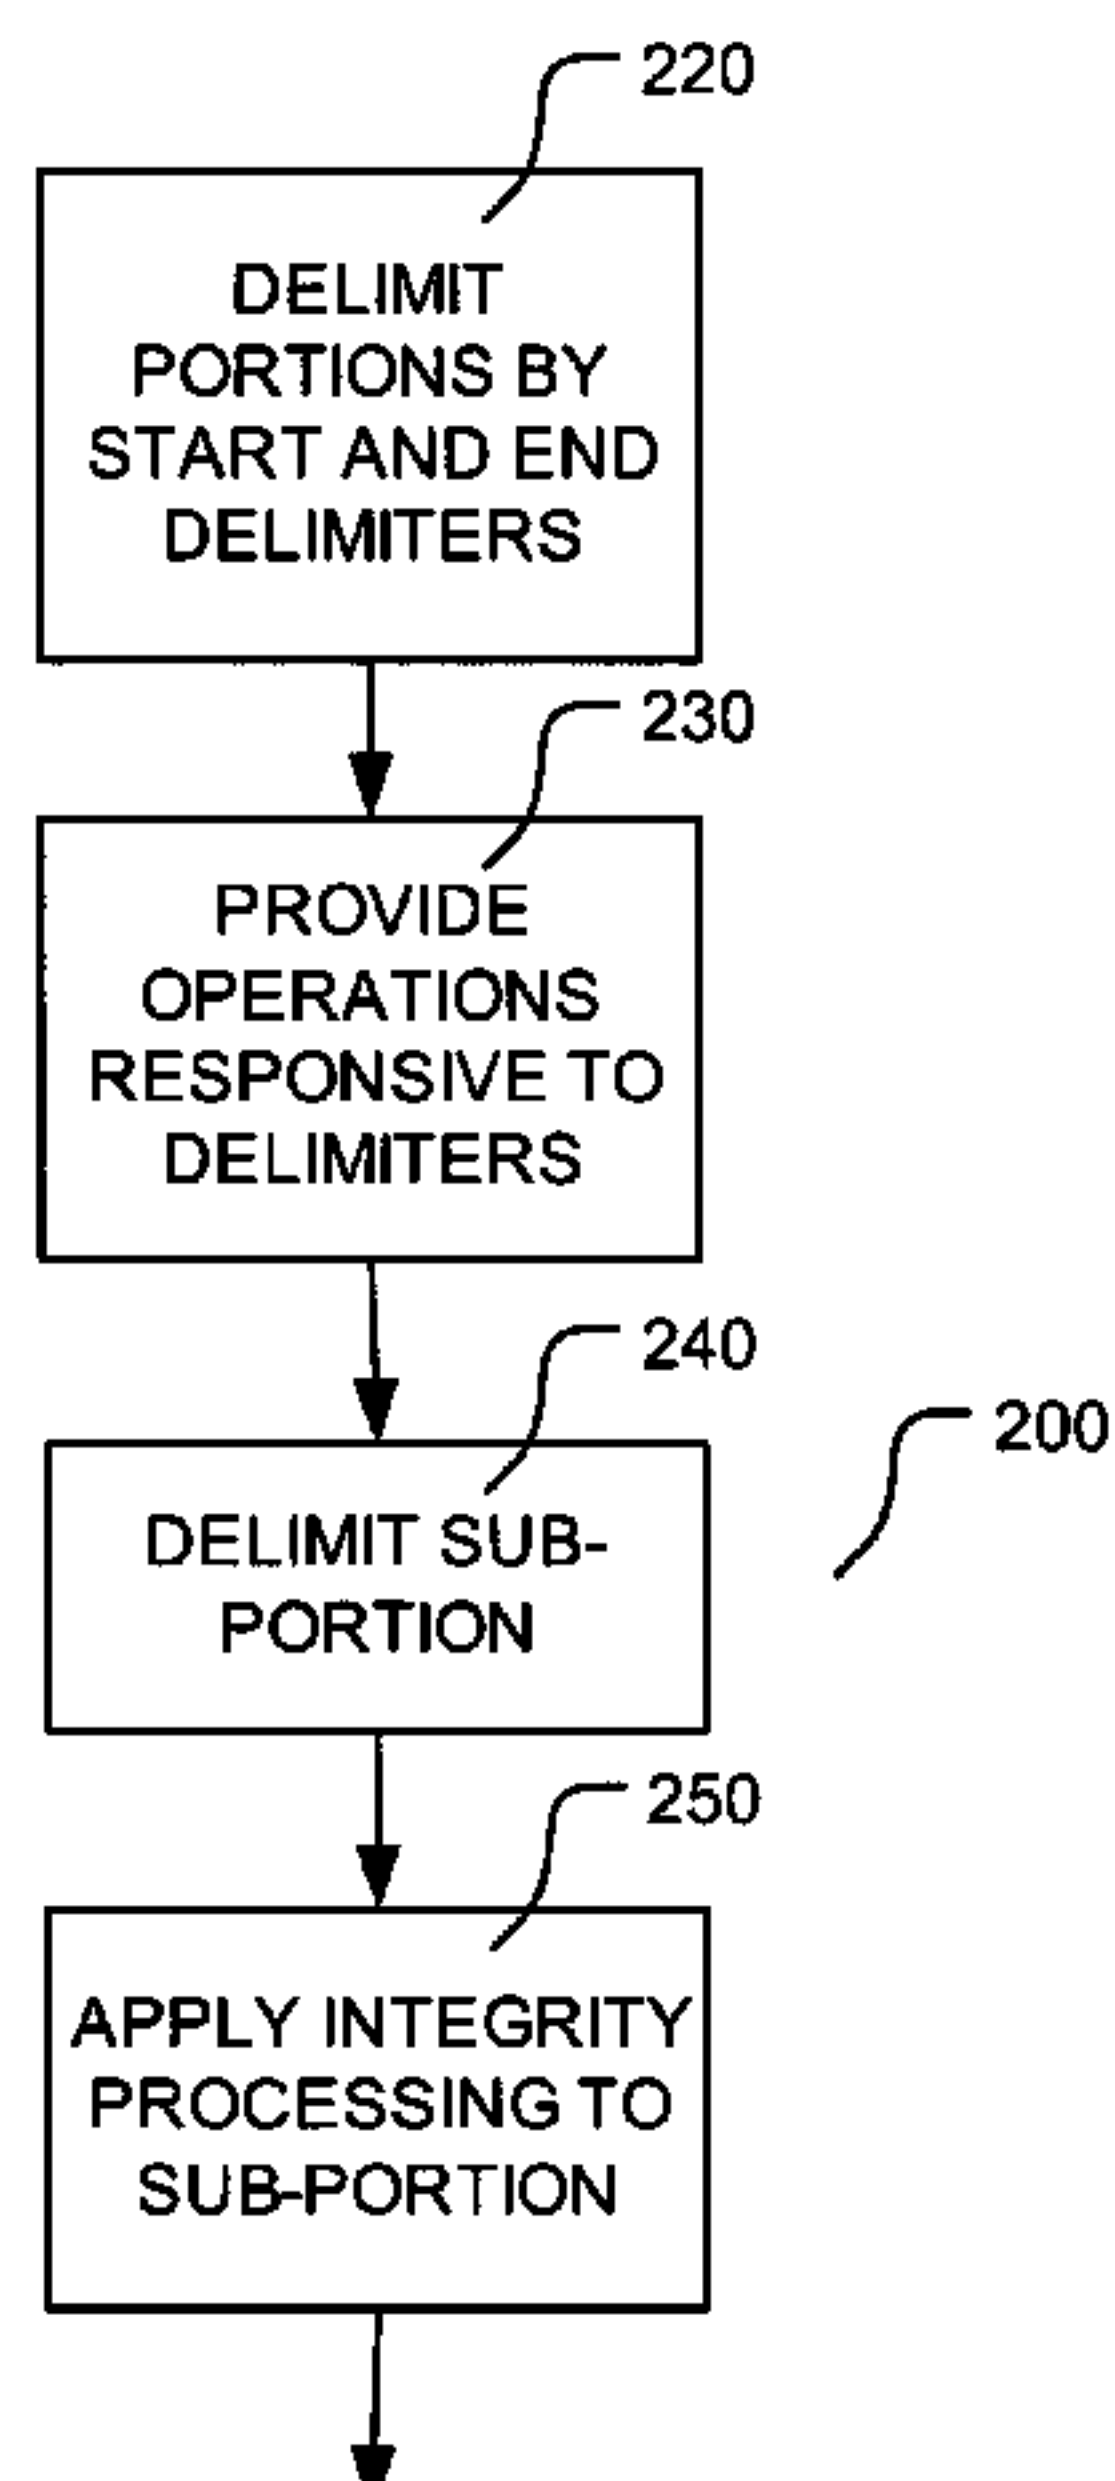 220
DELIMIT
PORTIONS BY
START AND END
DELIMITERS
230
PROVIDE
OPERATIONS
RESPONSIVE TO
DELIMITERS
240
200
DELIMIT SUB-
PORTION
250
APPLY INTEGRITY
PROCESSING TO
SUB-PORTION